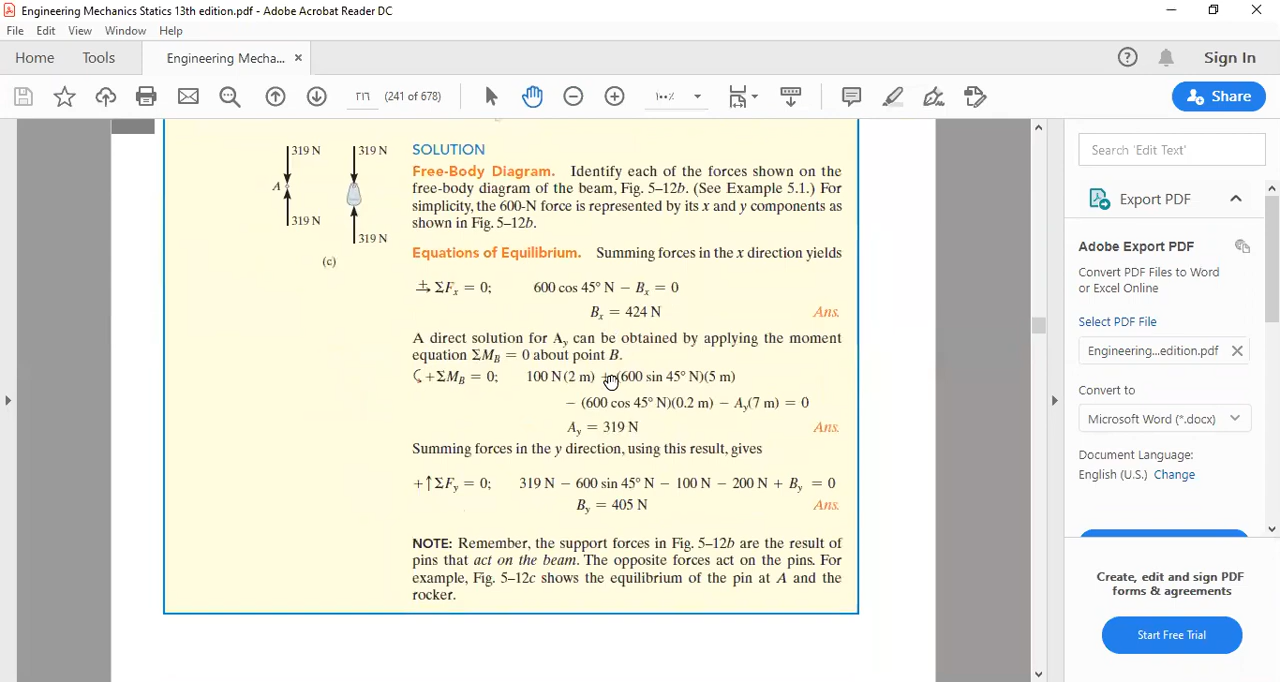 Engineering Mechanics Statics 13th edition.pdf - Adobe Acrobat Reader DC
File Edit View Window Help
Home Tools Engineering Mecha... × Sign In
٢١٦ (241 of 678) ١٠٠٪ Share
319 N 319 N
A
319 N
319 N
(c)
SOLUTION
Free-Body Diagram. Identify each of the forces shown on the
free-body diagram of the beam, Fig. 5–12b. (See Example 5.1.) For
simplicity, the 600-N force is represented by its x and y components as
shown in Fig. 5–12b.
Equations of Equilibrium. Summing forces in the x direction yields
→+ ΣFx = 0; 600 cos 45° N − Bx = 0
Bx = 424 N Ans.
A direct solution for Ay can be obtained by applying the moment
equation ΣMB = 0 about point B.
↺+ΣMB = 0; 100 N(2 m) + (600 sin 45° N)(5 m)
− (600 cos 45° N)(0.2 m) − Ay(7 m) = 0
Ay = 319 N Ans.
Summing forces in the y direction, using this result, gives
+↑ΣFy = 0; 319 N − 600 sin 45° N − 100 N − 200 N + By = 0
By = 405 N Ans.
NOTE: Remember, the support forces in Fig. 5–12b are the result of
pins that act on the beam. The opposite forces act on the pins. For
example, Fig. 5–12c shows the equilibrium of the pin at A and the
rocker.
Search 'Edit Text'
Export PDF
Adobe Export PDF
Convert PDF Files to Word
or Excel Online
Select PDF File
Engineering...edition.pdf
Convert to
Microsoft Word (*.docx)
Document Language:
English (U.S.) Change
Create, edit and sign PDF
forms & agreements
Start Free Trial